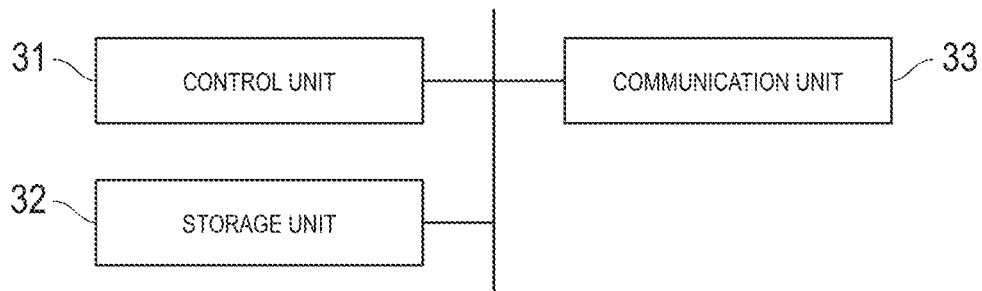 31
CONTROL UNIT
COMMUNICATION UNIT
33
32
STORAGE UNIT